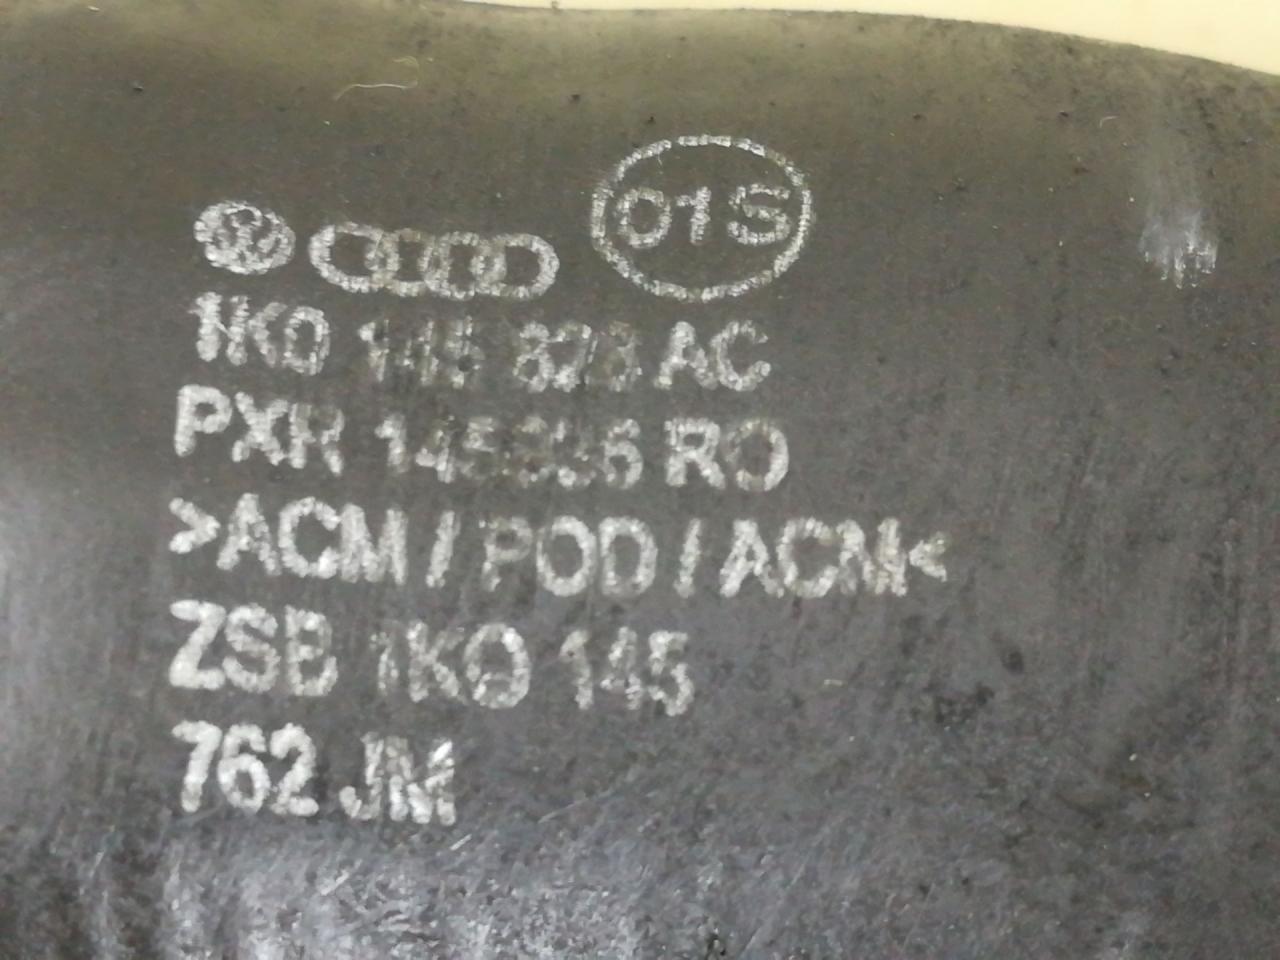 01S
1K0 145 828 AC
PXR 145836 RO
>ACM / POD / ACM<
ZSB 1K0 145
762 JM